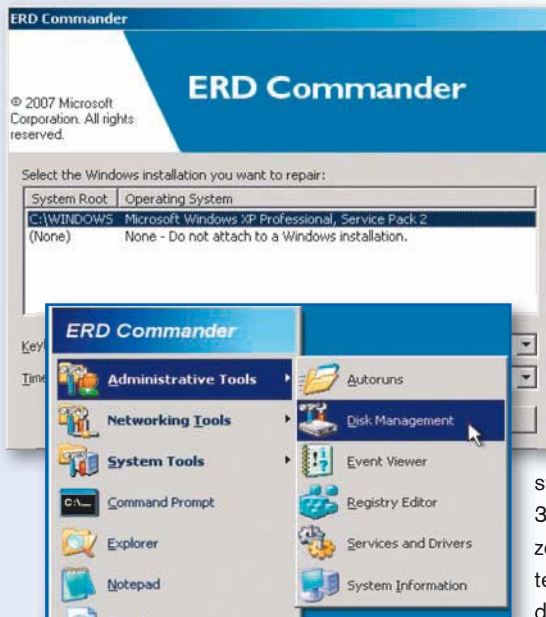 ERD Commander
ERD Commander
© 2007 Microsoft
Corporation. All rights
reserved.
Select the Windows installation you want to repair:
System Root Operating System
C:\WINDOWS Microsoft Windows XP Professional, Service Pack 2
(None) None - Do not attach to a Windows installation.
ERD Commander
Administrative Tools
Networking Tools
System Tools
Command Prompt
Explorer
Notepad
Autoruns
Disk Management
Event Viewer
Registry Editor
Services and Drivers
System Information